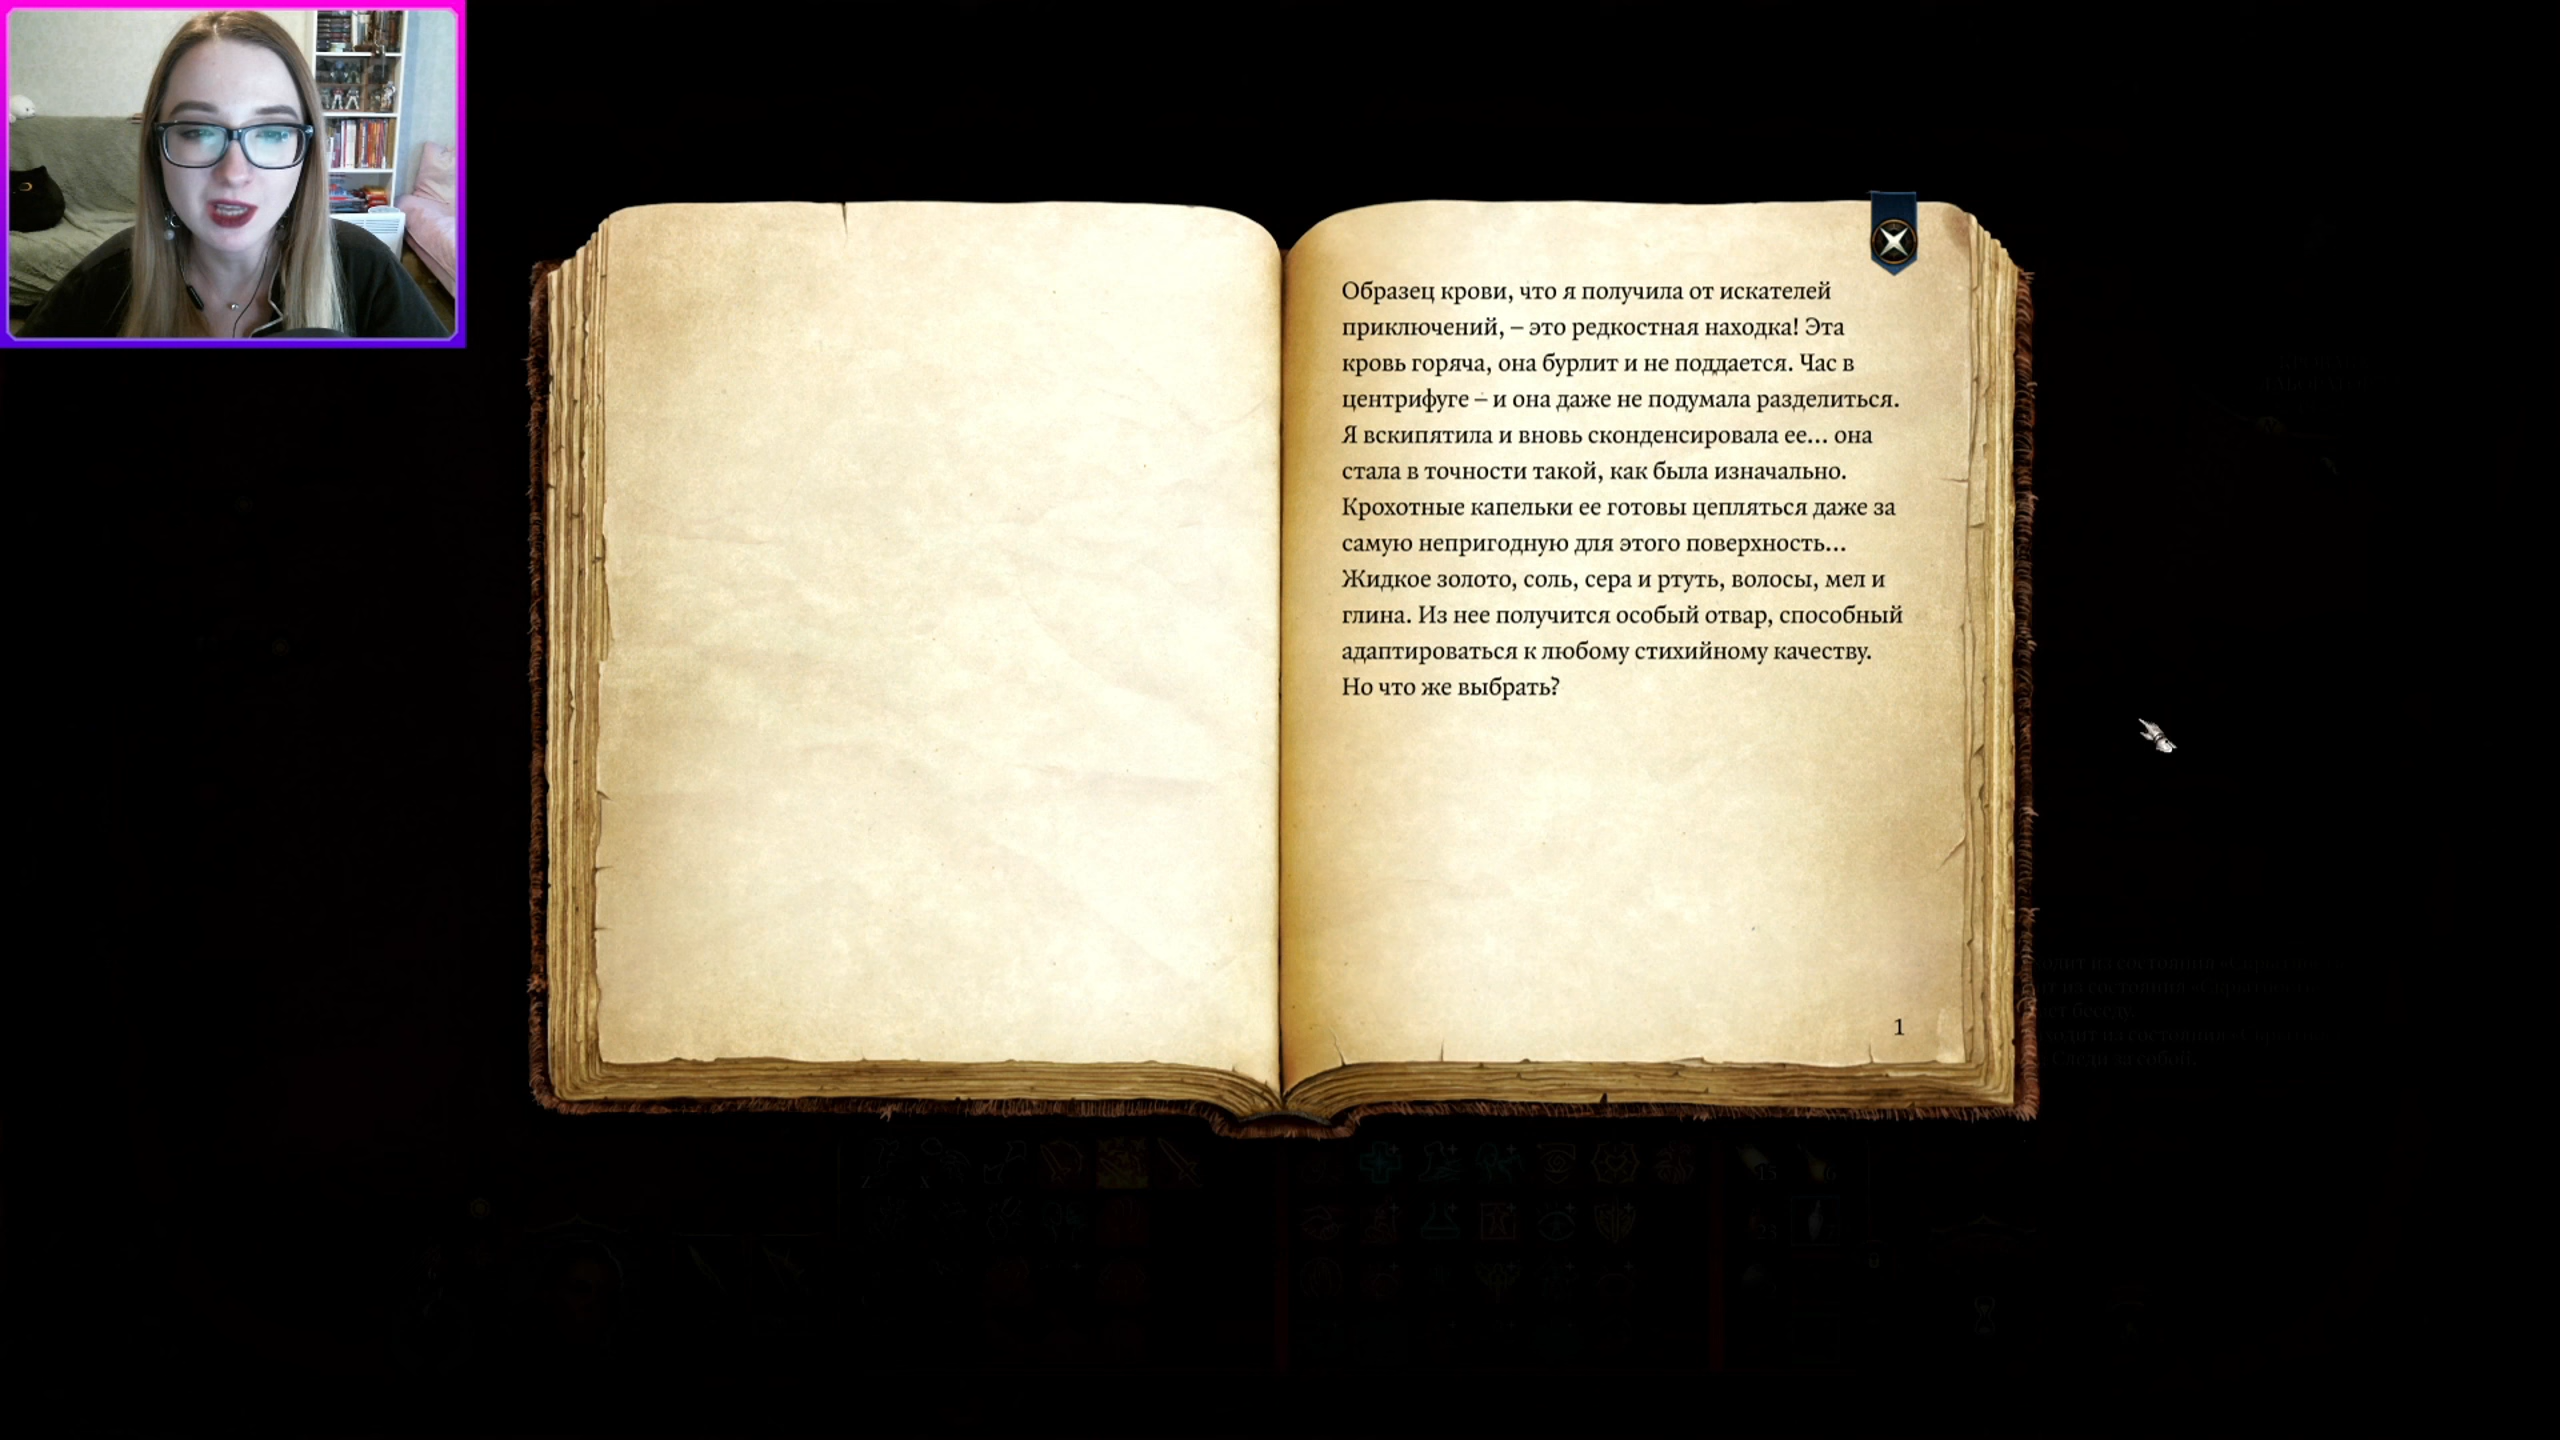 Образец крови, что я получила от искателей
приключений, – это редкостная находка! Эта
кровь горяча, она бурлит и не поддается. Час в
центрифуге – и она даже не подумала разделиться.
Я вскипятила и вновь сконденсировала ее... она
стала в точности такой, как была изначально.
Крохотные капельки ее готовы цепляться даже за
самую непригодную для этого поверхность...
Жидкое золото, соль, сера и ртуть, волосы, мел и
глина. Из нее получится особый отвар, способный
адаптироваться к любому стихийному качеству.
Но что же выбрать?
1